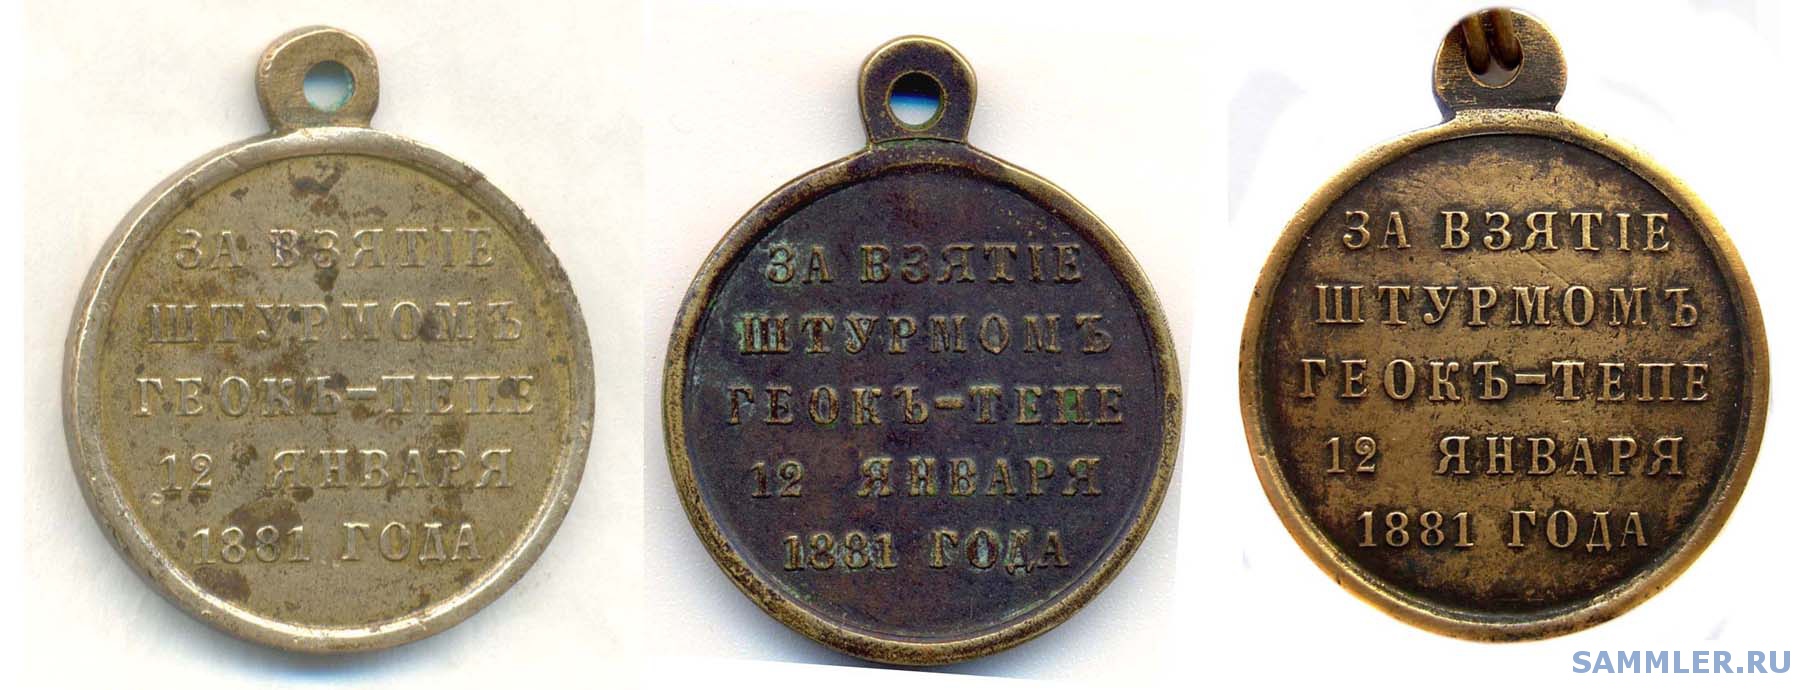 ЗА ВЗЯТІЕ
ШТУРМОМЪ
ГЕОКЪ-ТЕПЕ
12 ЯНВАРЯ
1881 ГОДА
ЗА ВЗЯТІЕ
ШТУРМОМЪ
ГЕОКЪ-ТЕПЕ
12 ЯНВАРЯ
1881 ГОДА
ЗА ВЗЯТІЕ
ШТУРМОМЪ
ГЕОКЪ-ТЕПЕ
12 ЯНВАРЯ
1881 ГОДА
SAMMLER.RU